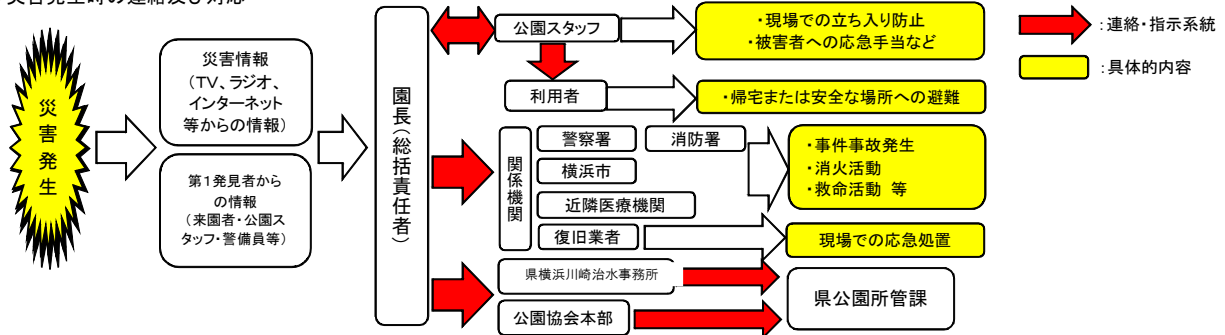 災害発生時の連絡及び対応
災害発生
災害情報
（TV、ラジオ、
インターネット
等からの情報）
第1発見者から
の情報
（来園者・公園ス
タッフ・警備員等）
園長（総括責任者）
公園スタッフ
・現場での立ち入り防止
・被害者への応急手当など
利用者
・帰宅または安全な場所への避難
関係機関
警察署
消防署
横浜市
近隣医療機関
復旧業者
・事件事故発生
・消火活動
・救命活動 等
現場での応急処置
県横浜川崎治水事務所
公園協会本部
県公園所管課
：連絡・指示系統
：具体的内容